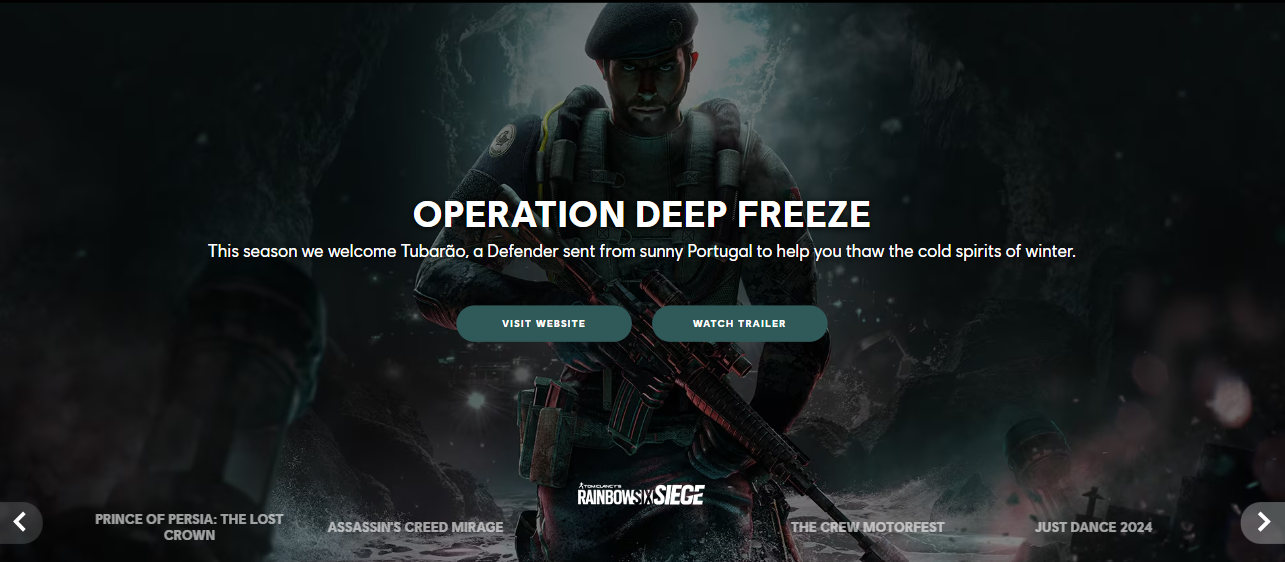 OPERATION DEEP FREEZE
This season we welcome Tubarão, a Defender sent from sunny Portugal to help you thaw the cold spirits of winter.
VISIT WEBSITE
WATCH TRAILER
TOM CLANCY'S
RAINBOW SIX SIEGE
PRINCE OF PERSIA: THE LOST
CROWN
ASSASSIN'S CREED MIRAGE
THE CREW MOTORFEST
JUST DANCE 2024